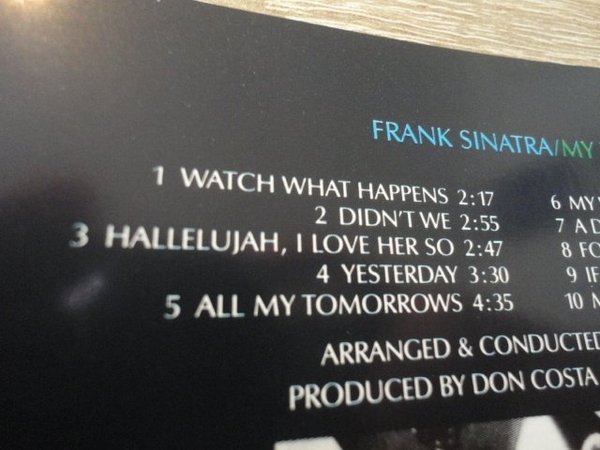 FRANK SINATRA/MY
1 WATCH WHAT HAPPENS 2:17
2 DIDN'T WE 2:55
3 HALLELUJAH, I LOVE HER SO 2:47
4 YESTERDAY 3:30
5 ALL MY TOMORROWS 4:35
6 MY
7 A
8
9 IF
10
ARRANGED & CONDUCTED
PRODUCED BY DON COSTA